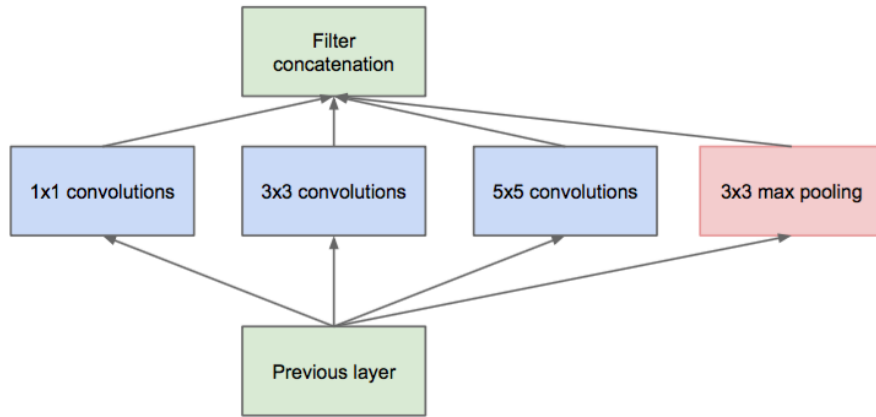 Filter
concatenation
1x1 convolutions
3x3 convolutions
5x5 convolutions
3x3 max pooling
Previous layer